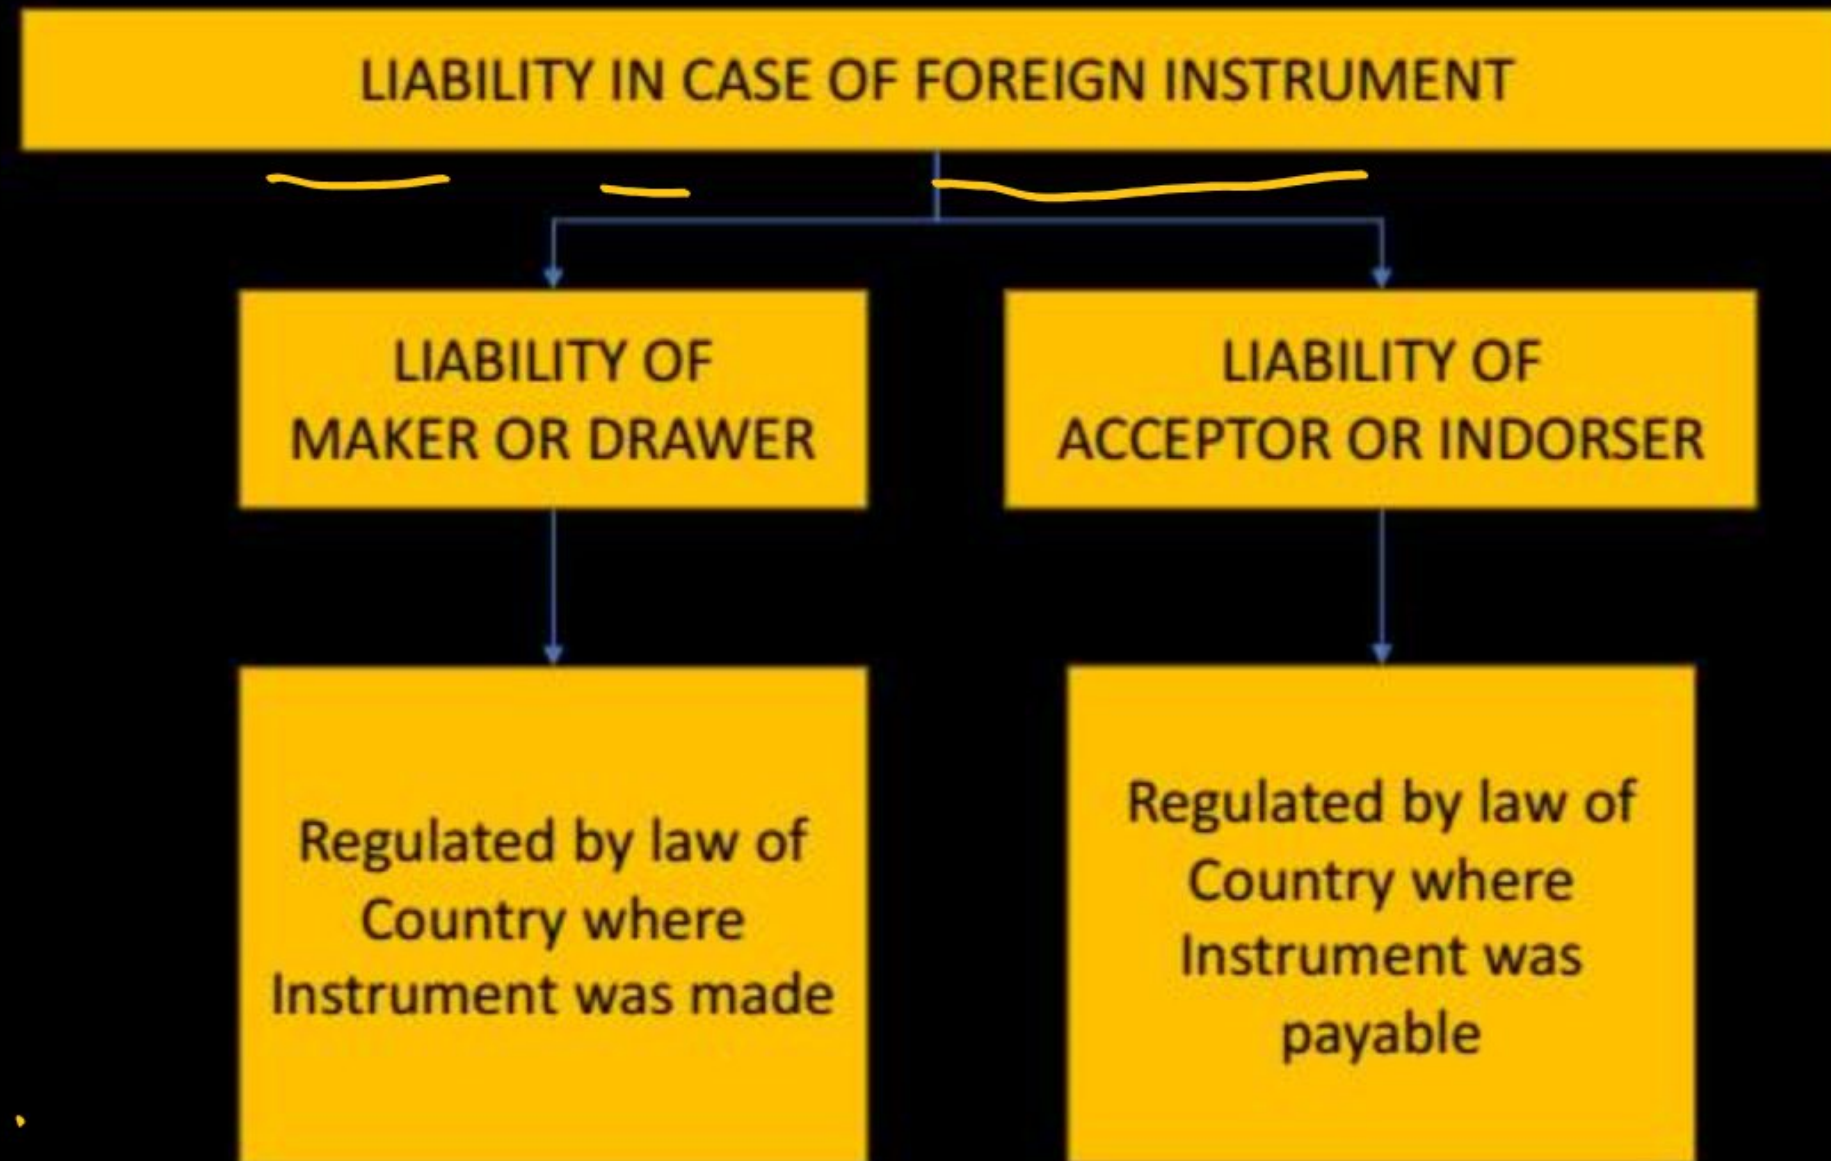 LIABILITY IN CASE OF FOREIGN INSTRUMENT
LIABILITY OF
MAKER OR DRAWER
LIABILITY OF
ACCEPTOR OR INDORSER
Regulated by law of
Country where
Instrument was made
Regulated by law of
Country where
Instrument was
payable